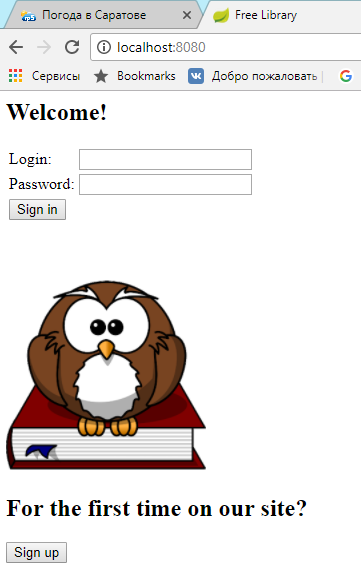 Погода в Саратове
Free Library
localhost:8080
Сервисы
Bookmarks
Добро пожаловать
Welcome!
Login:
Password:
Sign in
For the first time on our site?
Sign up